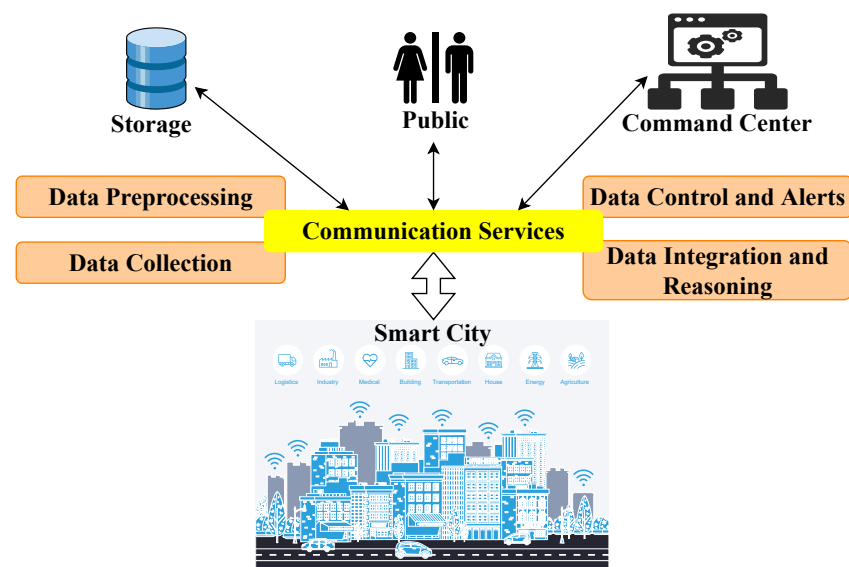 Storage
Public
Command Center
Data Preprocessing
Data Control and Alerts
Communication Services
Data Collection
Data Integration and
Reasoning
Smart City
Logistics
Industry
Medical
Building
Transportation
House
Energy
Agriculture